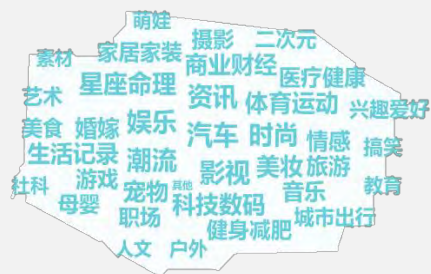 萌娃
摄影 二次元
素材 家居家装 商业财经
星座命理 医疗健康
艺术 资讯 体育运动 兴趣爱好
美食 婚嫁 娱乐 汽车 时尚 情感 搞笑
生活记录 潮流 影视 美妆 旅游
社科 游戏 宠物 其他 音乐 教育
母婴 职场 科技数码 城市出行
健身减肥
人文 户外